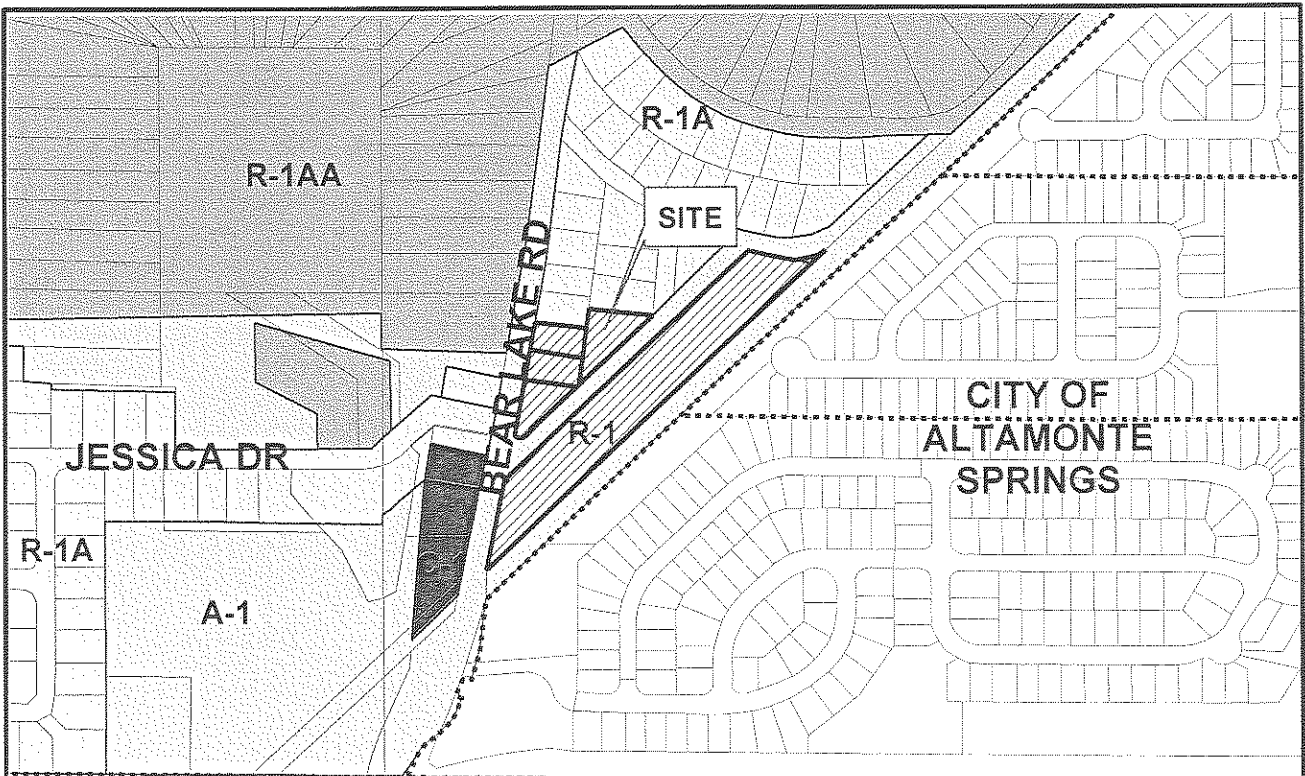 R-1A
R-1AA
SITE
BEAR LAKE RD
R-1
CITY OF
ALTAMONTE
SPRINGS
JESSICA DR
R-1A
A-1